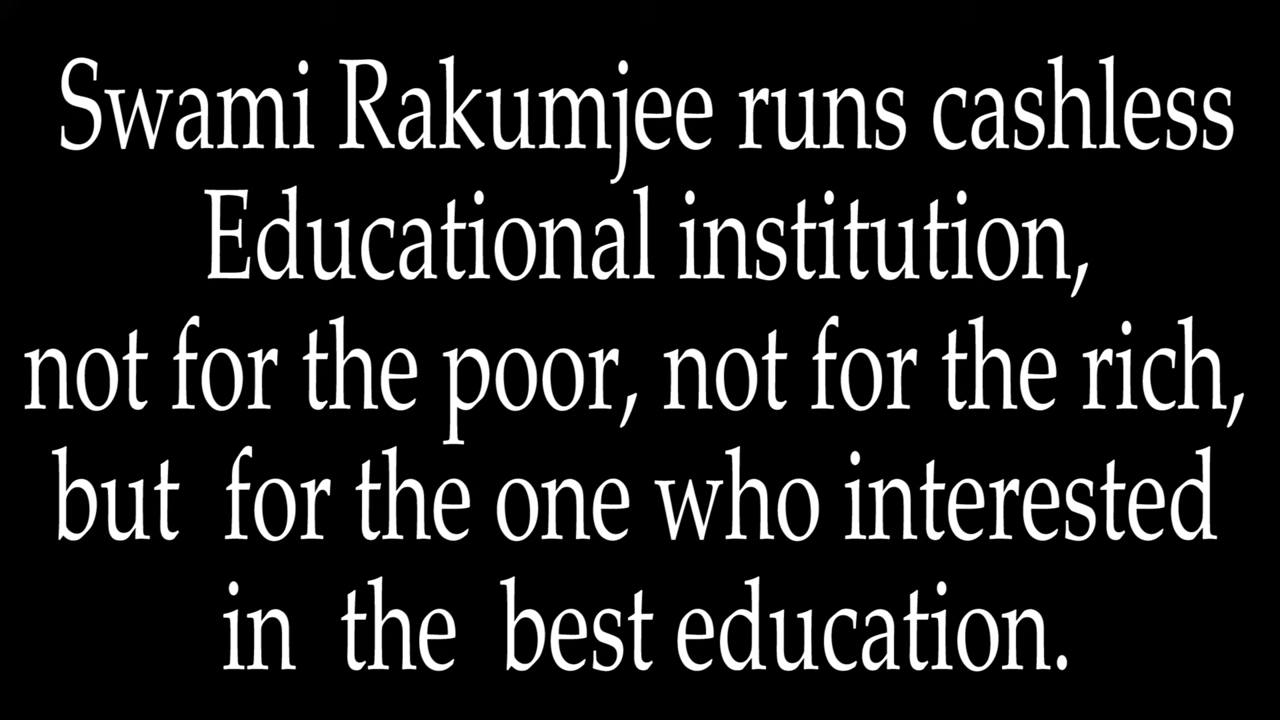 Swami Rakumjee runs cashless
Educational institution,
not for the poor, not for the rich,
but for the one who interested
in the best education.